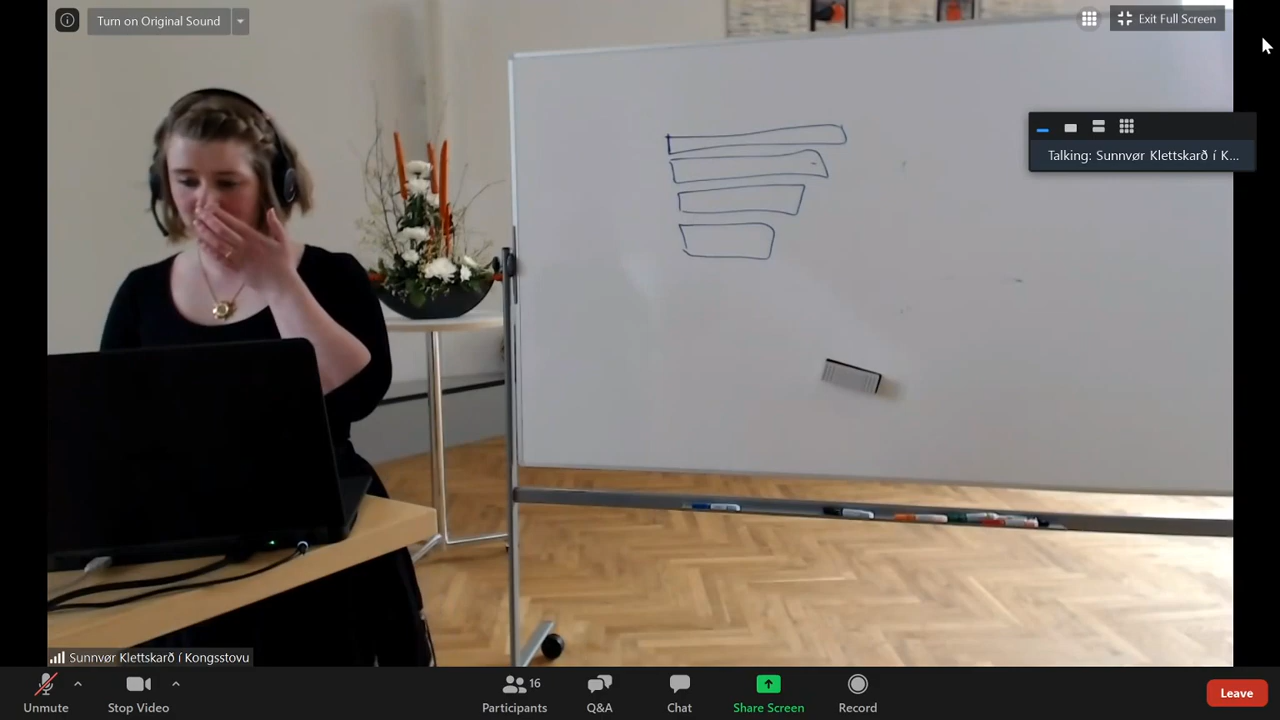 Turn on Original Sound
Exit Full Screen
Talking: Sunnvør Klettskarð í K...
Sunnvør Klettskarð í Kongsstovu
Unmute
Stop Video
16
Participants
Q&A
Chat
Share Screen
Record
Leave